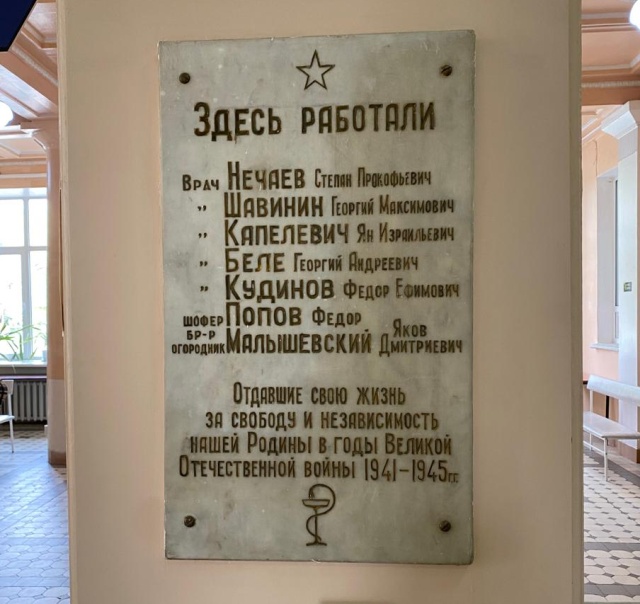 Здесь работали
Врач Нечаев Степан Прокофьевич
" Шавинин Георгий Максимович
" Капелевич Ян Израильевич
" Беле Георгий Андреевич
" Кудинов Федор Ефимович
шофер Попов Федор
бр-р огородник Малышевский Яков Дмитриевич
Отдавшие свою жизнь
за свободу и независимость
нашей Родины в годы Великой
Отечественной войны 1941-1945 гг.